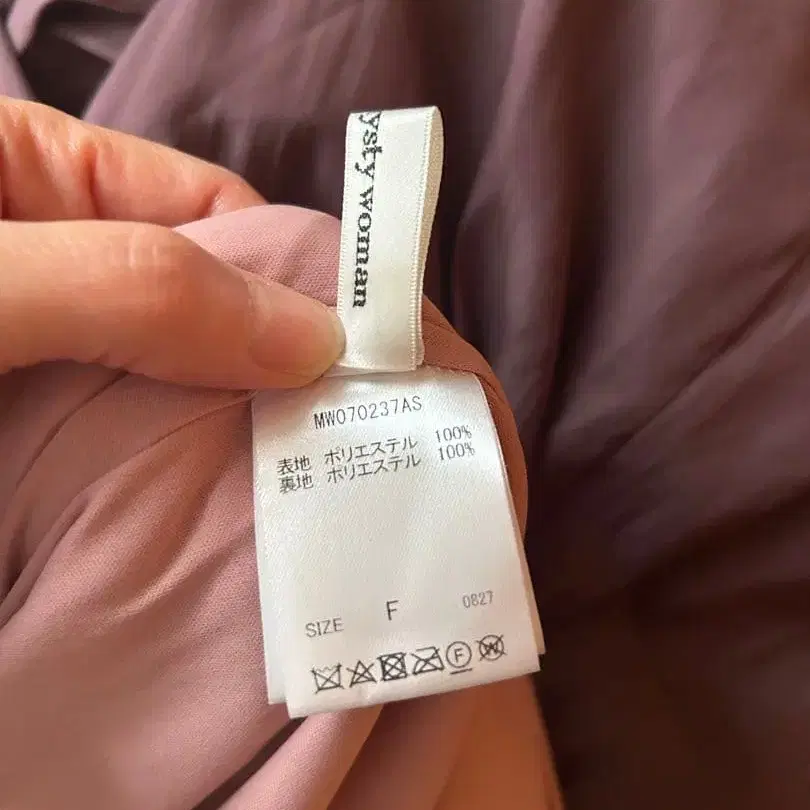 ysty woman
MW070237AS
表地 ポリエステル 100%
裏地 ポリエステル 100%
SIZE F 0827
F W